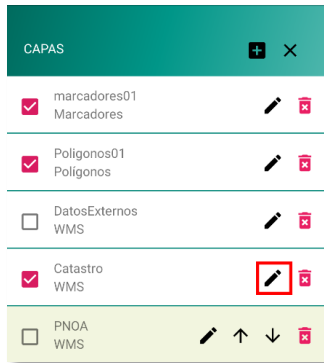 CAPAS
marcadores01
Marcadores
Poligonos01
Polígonos
DatosExternos
WMS
Catastro
WMS
PNOA
WMS